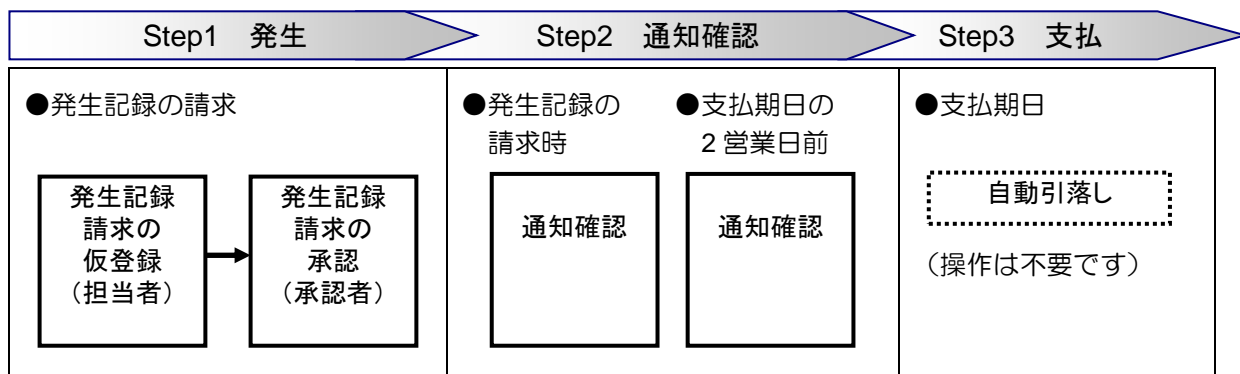 Step1 発生
Step2 通知確認
Step3 支払
●発生記録の請求
発生記録
請求の
仮登録
(担当者)
発生記録
請求の
承認
(承認者)
●発生記録の
請求時
通知確認
●支払期日の
2営業日前
通知確認
●支払期日
自動引落し
(操作は不要です)